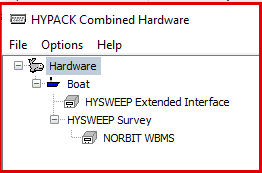 HYPACK Combined Hardware
File Options Help
Hardware
Boat
HYSWEEP Extended Interface
HYSWEEP Survey
NORBIT WBMS